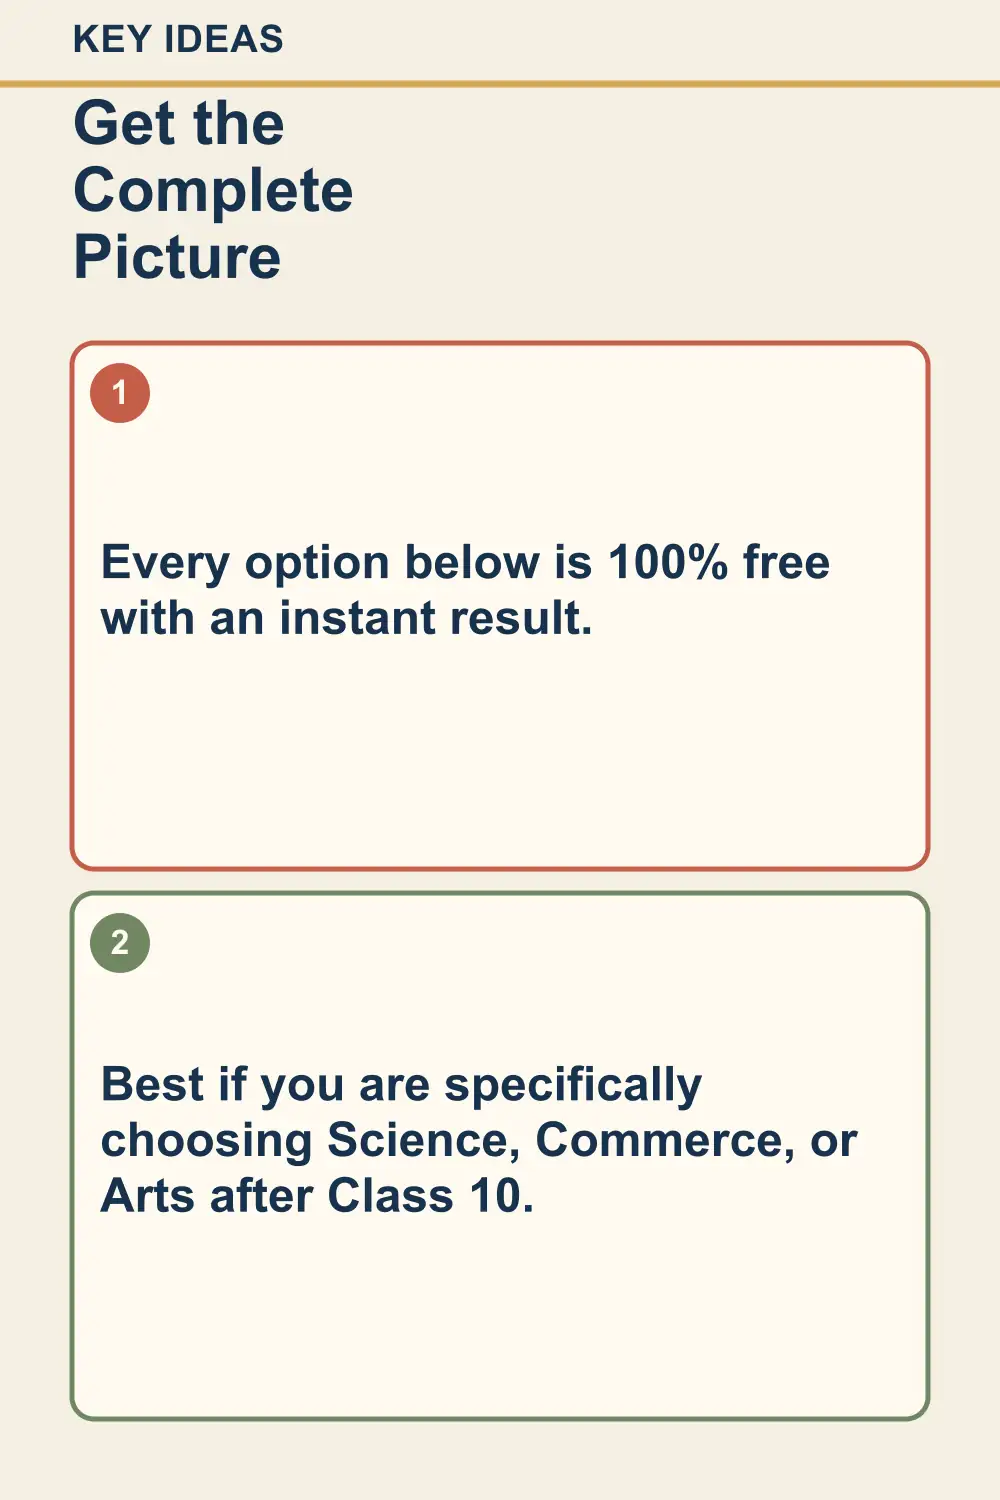 KEY IDEAS
Get the
Complete
Picture
1
Every option below is 100% free
with an instant result.
2
Best if you are specifically
choosing Science, Commerce, or
Arts after Class 10.